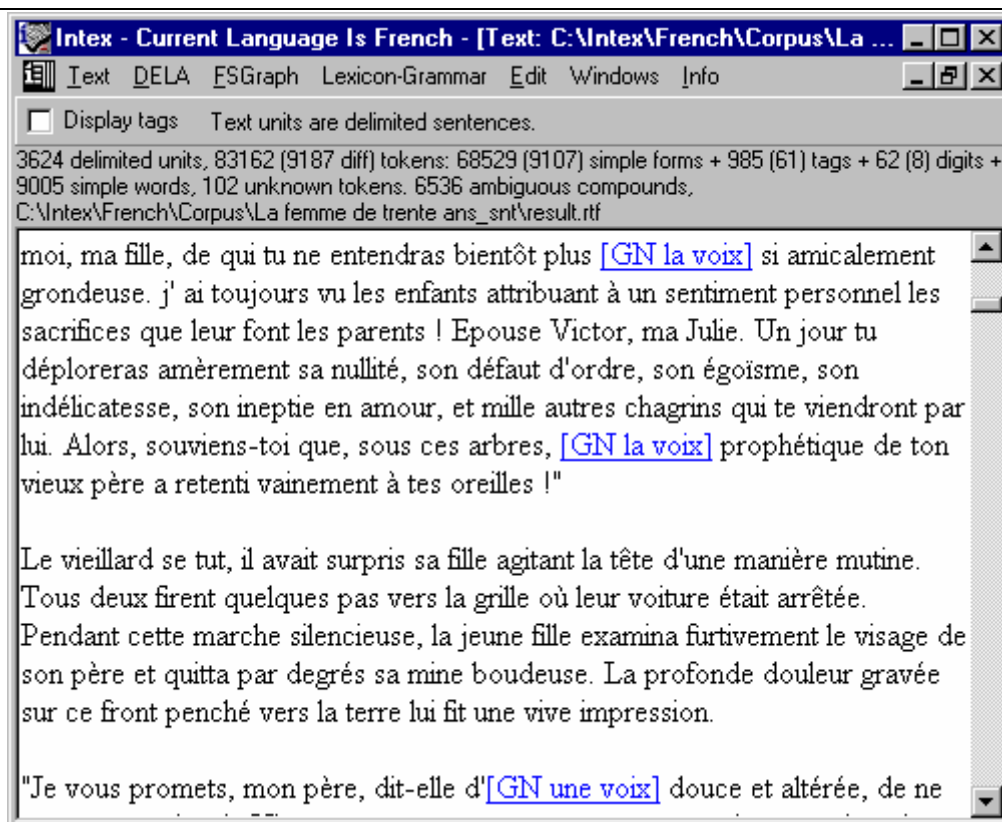 Intex - Current Language Is French - [Text: C:\Intex\French\Corpus\La ...
Text DELA FSGraph Lexicon-Grammar Edit Windows Info
Display tags Text units are delimited sentences.
3624 delimited units, 83162 (9187 diff) tokens: 68529 (9107) simple forms + 985 (61) tags + 62 (8) digits +
9005 simple words, 102 unknown tokens. 6536 ambiguous compounds,
C:\Intex\French\Corpus\La femme de trente ans_snt\result.rtf
moi, ma fille, de qui tu ne entendras bientôt plus [GN la voix] si amicalement
grondeuse. j' ai toujours vu les enfants attribuant à un sentiment personnel les
sacrifices que leur font les parents ! Epouse Victor, ma Julie. Un jour tu
déploreras amèrement sa nullité, son défaut d'ordre, son égoïsme, son
indélicatesse, son ineptie en amour, et mille autres chagrins qui te viendront par
lui. Alors, souviens-toi que, sous ces arbres, [GN la voix] prophétique de ton
vieux père a retenti vainement à tes oreilles !"
Le vieillard se tut, il avait surpris sa fille agitant la tête d'une manière mutine.
Tous deux firent quelques pas vers la grille où leur voiture était arrêtée.
Pendant cette marche silencieuse, la jeune fille examina furtivement le visage de
son père et quitta par degrés sa mine boudeuse. La profonde douleur gravée
sur ce front penché vers la terre lui fit une vive impression.
"Je vous promets, mon père, dit-elle d'[GN une voix] douce et altérée, de ne